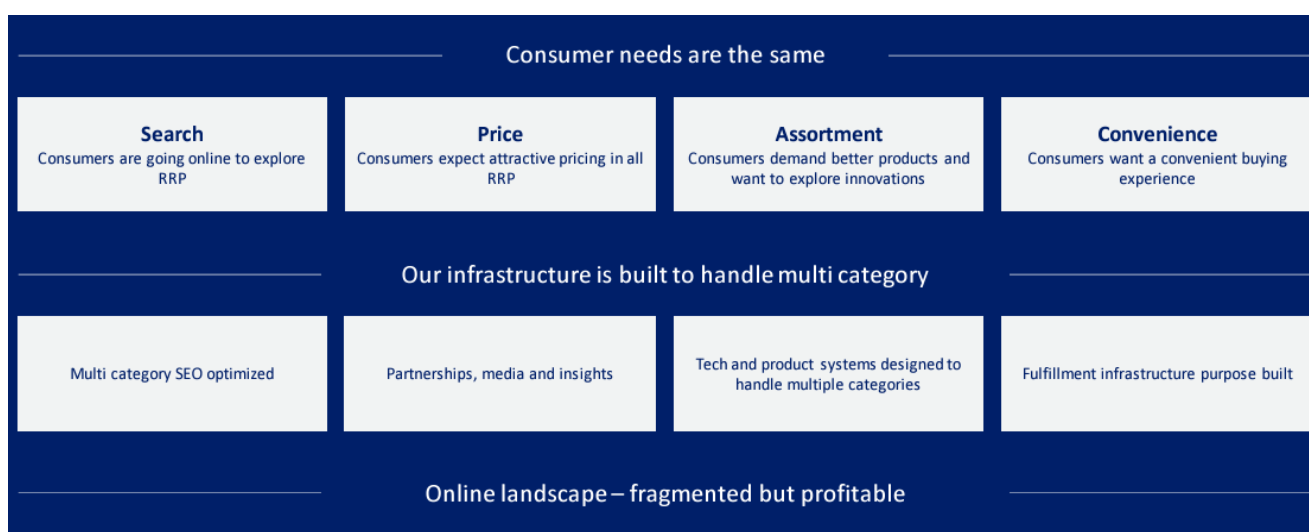 Consumer needs are the same
Search
Consumers are going online to explore
RRP
Price
Consumers expect attractive pricing in all
RRP
Assortment
Consumers demand better products and
want to explore innovations
Convenience
Consumers want a convenient buying
experience
Our infrastructure is built to handle multi category
Multi category SEO optimized
Partnerships, media and insights
Tech and product systems designed to
handle multiple categories
Fulfillment infrastructure purpose built
Online landscape – fragmented but profitable